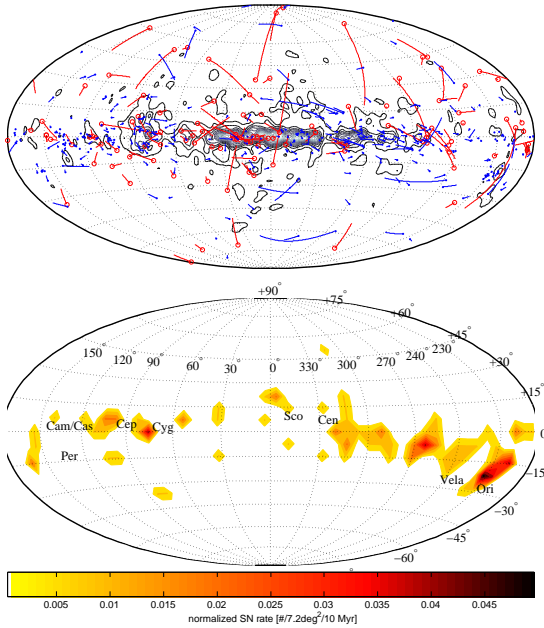 +90°
+75°
+60°
+45°
+30°
+15°
0
−15°
−30°
−45°
−60°
150° 120° 90° 60° 30° 0 330° 300° 270° 240° 230°
Sco Cen
Cam/Cas Cep Cyg
Per
Vela
Ori
0.005 0.01 0.015 0.02 0.025 0.03 0.035 0.04 0.045
normalized SN rate [#/7.2deg²/10 Myr]